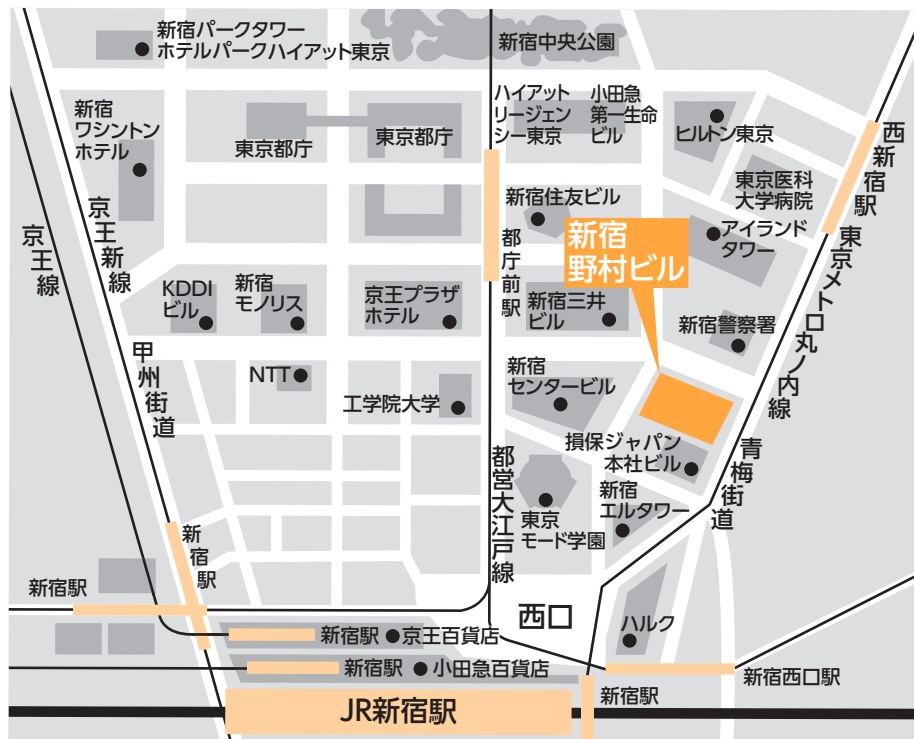 新宿パークタワー
ホテルパークハイアット東京
新宿中央公園
新宿
ワシントン
ホテル
東京都庁
東京都庁
ハイアット
リージェン
シー東京
小田急
第一生命
ビル
ヒルトン東京
西新宿駅
東京医科
大学病院
新宿住友ビル
アイランド
タワー
新宿
野村ビル
京王線
京王新線
都庁前駅
東京メトロ丸ノ内線
KDDI
ビル
新宿
モノリス
京王プラザ
ホテル
新宿三井
ビル
新宿警察署
甲州街道
NTT
工学院大学
新宿
センタービル
損保ジャパン
本社ビル
青梅街道
都営大江戸線
東京
モード学園
新宿
エルタワー
新宿駅
新宿駅
西口
ハルク
新宿駅
京王百貨店
新宿駅
小田急百貨店
新宿西口駅
新宿駅
JR新宿駅